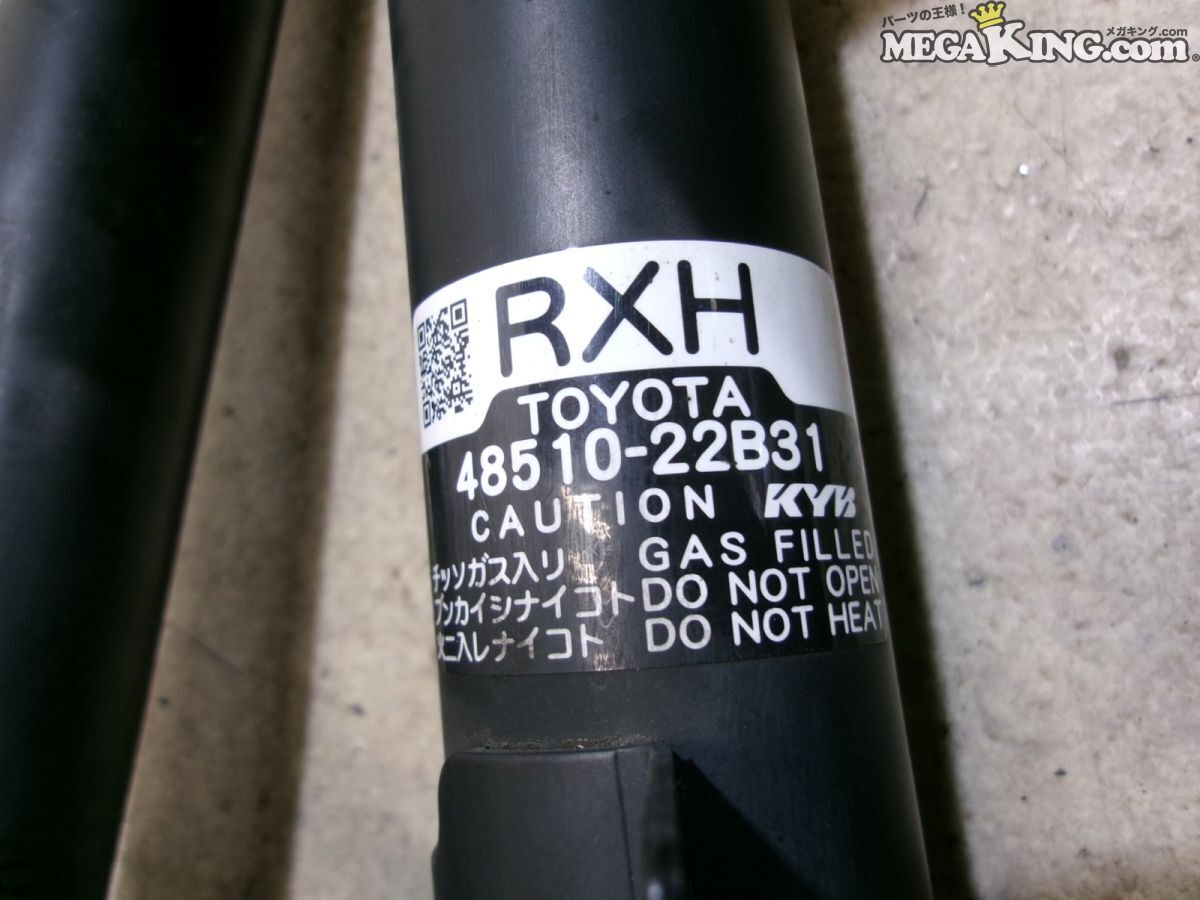 パーツの王様!
メガキング.com
MEGAKING.com®
RXH
TOYOTA
48510-22B31
CAUTION KYB
チッソガス入リ GAS FILLED
ブンカイシナイコト DO NOT OPEN
火ニ入レナイコト DO NOT HEAT